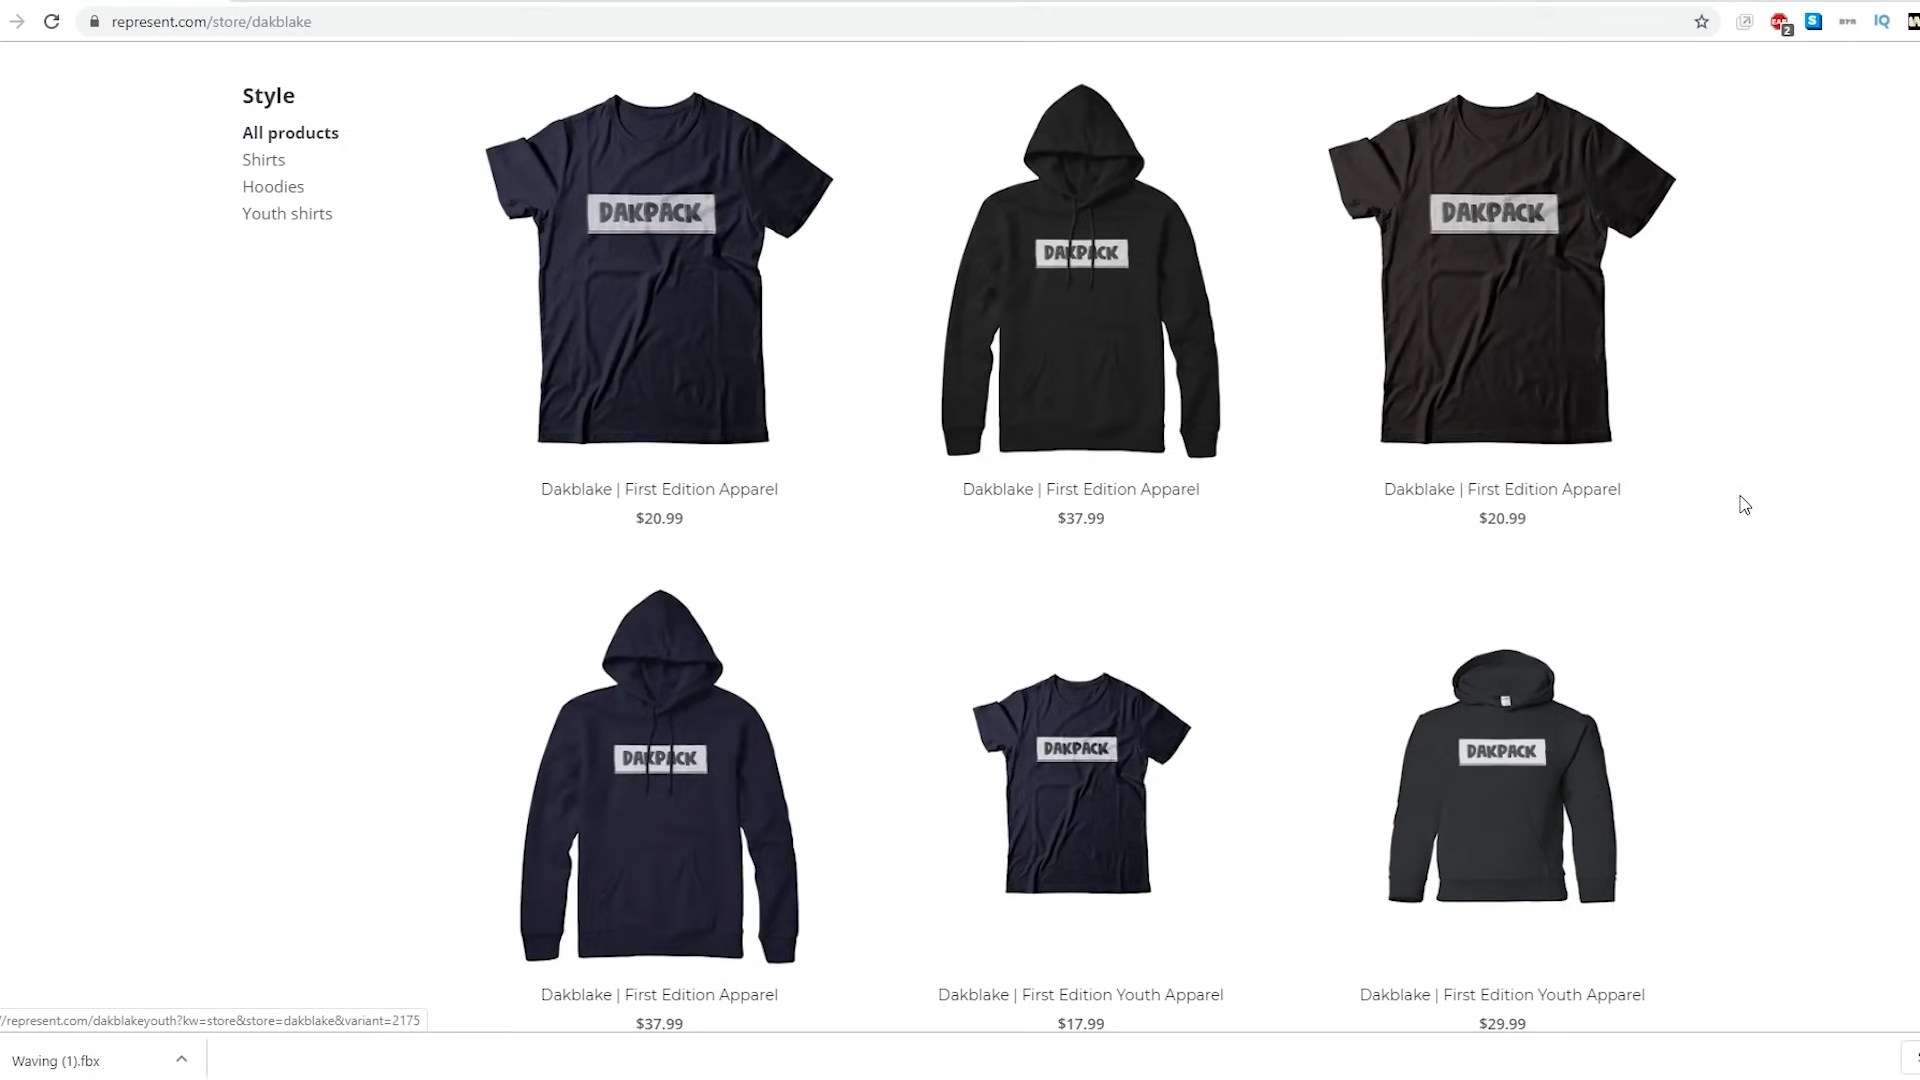 represent.com/store/dakblake
2
S
BPR
IQ
Style
All products
Shirts
Hoodies
Youth shirts
DAKPACK
DAKPACK
DAKPACK
Dakblake | First Edition Apparel
$20.99
Dakblake | First Edition Apparel
$37.99
Dakblake | First Edition Apparel
$20.99
DAKPACK
DAKPACK
DAKPACK
Dakblake | First Edition Apparel
$37.99
Dakblake | First Edition Youth Apparel
$17.99
Dakblake | First Edition Youth Apparel
$29.99
/represent.com/dakblakeyouth?kw=store&store=dakblake&variant=2175
Waving (1).fbx